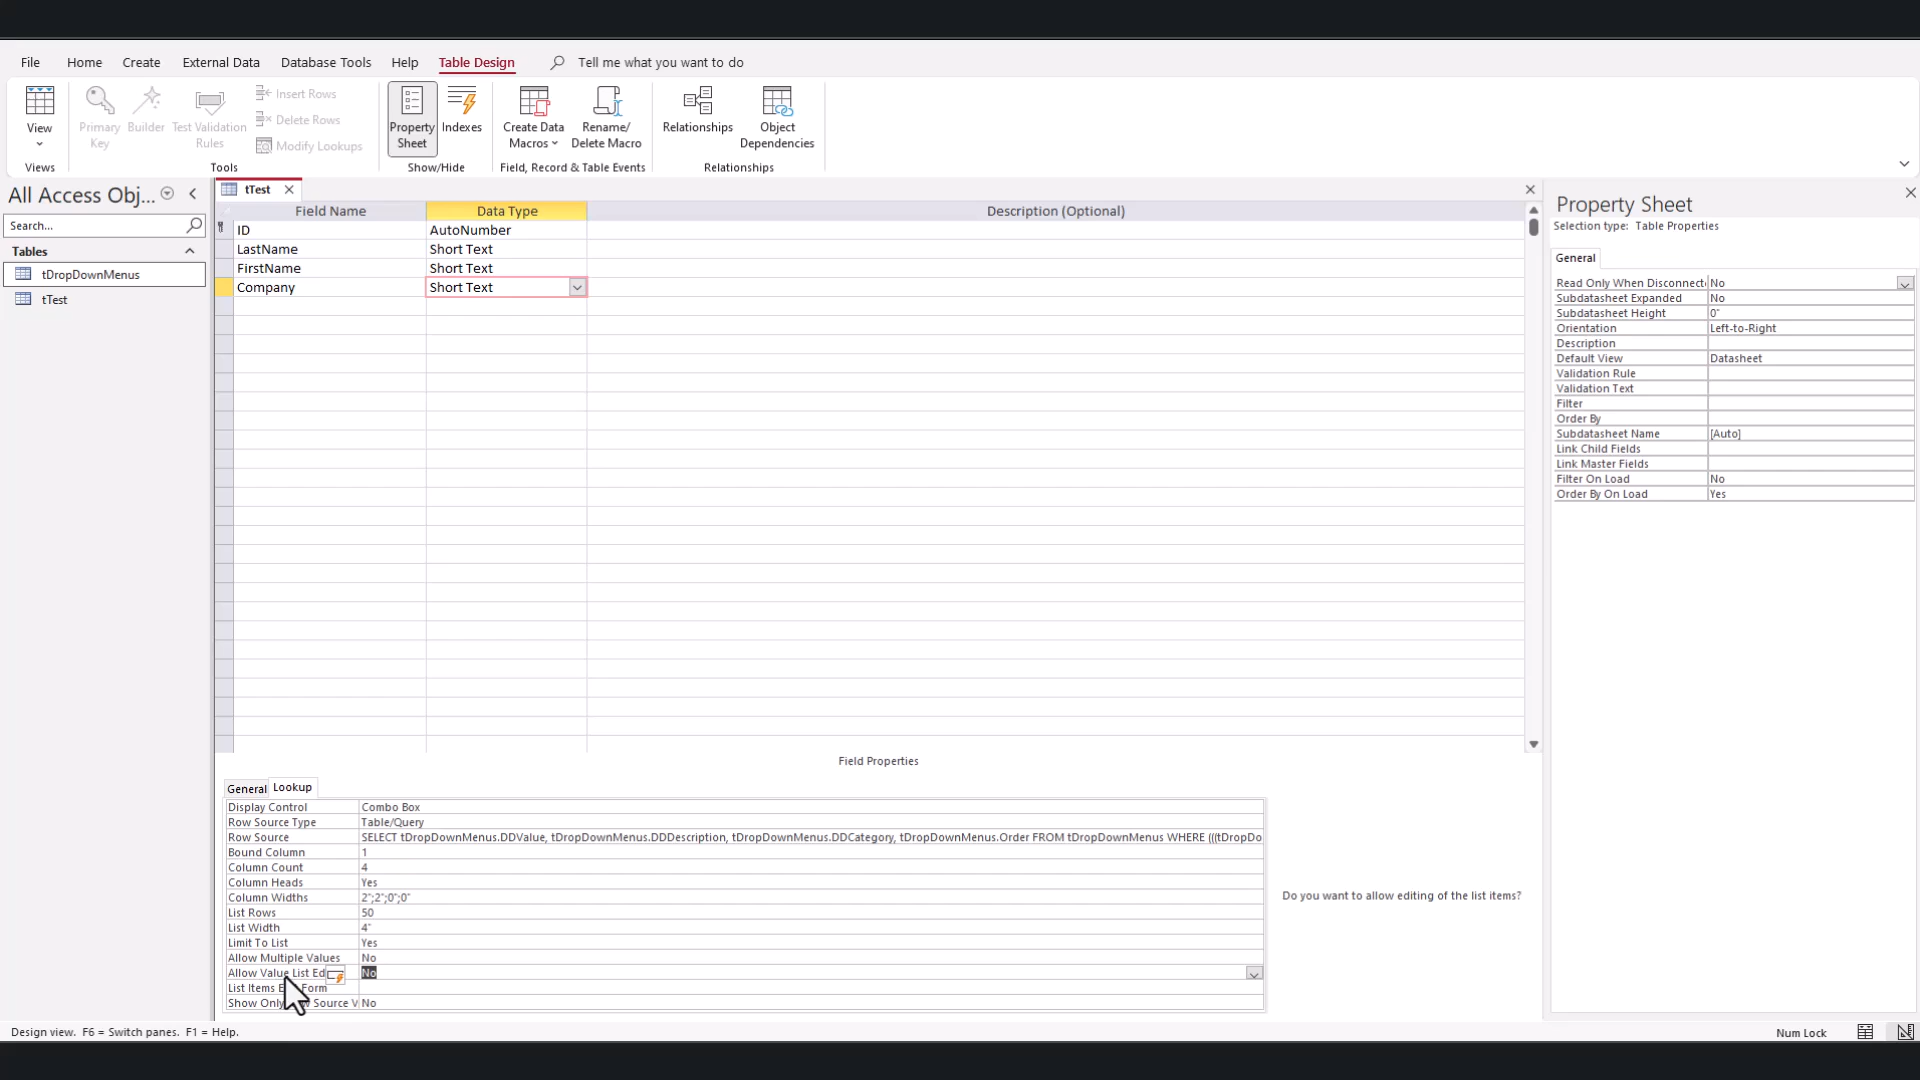 File Home Create External Data Database Tools Help Table Design Tell me what you want to do
View
Primary Key
Builder
Test Validation Rules
Insert Rows
Delete Rows
Modify Lookups
Property Sheet
Indexes
Create Data Macros
Rename/ Delete Macro
Relationships
Object Dependencies
Views Tools Show/Hide Field, Record & Table Events Relationships
All Access Obj...
Search...
Tables
tDropDownMenus
tTest
tTest
Field Name Data Type Description (Optional)
ID AutoNumber
LastName Short Text
FirstName Short Text
Company Short Text
Field Properties
General Lookup
Display Control Combo Box
Row Source Type Table/Query
Row Source SELECT tDropDownMenus.DDValue, tDropDownMenus.DDDescription, tDropDownMenus.DDCategory, tDropDownMenus.Order FROM tDropDownMenus WHERE (((tDropDo
Bound Column 1
Column Count 4
Column Heads Yes
Column Widths 2";2";0";0"
List Rows 50
List Width 4"
Limit To List Yes
Allow Multiple Values No
Allow Value List Ed No
List Items E Form
Show Only Source V No
Do you want to allow editing of the list items?
Property Sheet
Selection type: Table Properties
General
Read Only When Disconnect No
Subdatasheet Expanded No
Subdatasheet Height 0"
Orientation Left-to-Right
Description
Default View Datasheet
Validation Rule
Validation Text
Filter
Order By
Subdatasheet Name [Auto]
Link Child Fields
Link Master Fields
Filter On Load No
Order By On Load Yes
Design view. F6 = Switch panes. F1 = Help.
Num Lock